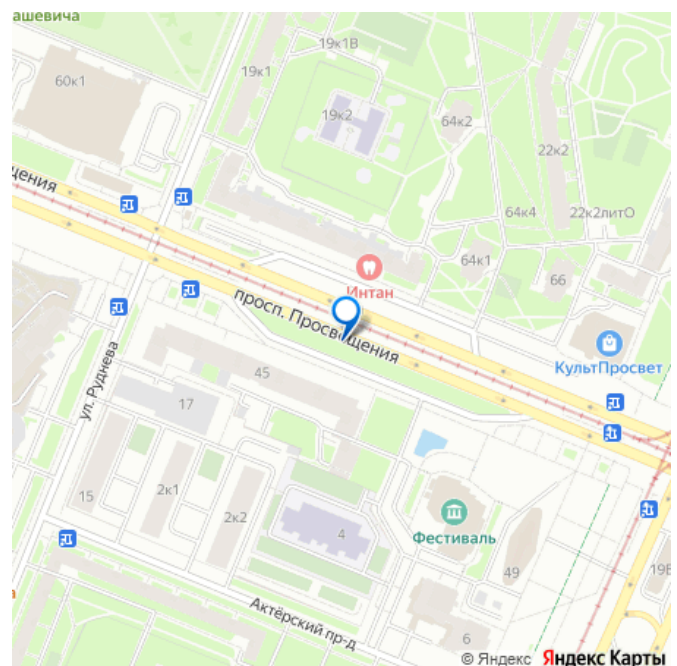 ашевича
19к1В
19к1
60к1
19к2
64к2
22к2
щения
64к4
22к2литО
64к1
66
Интан
просп. Просвещения
КультПросвет
ул. Руднева
45
17
15
2к1
2к2
4
Фестиваль
49
19В
Актёрский пр-д
6
а
© Яндекс Яндекс Карты